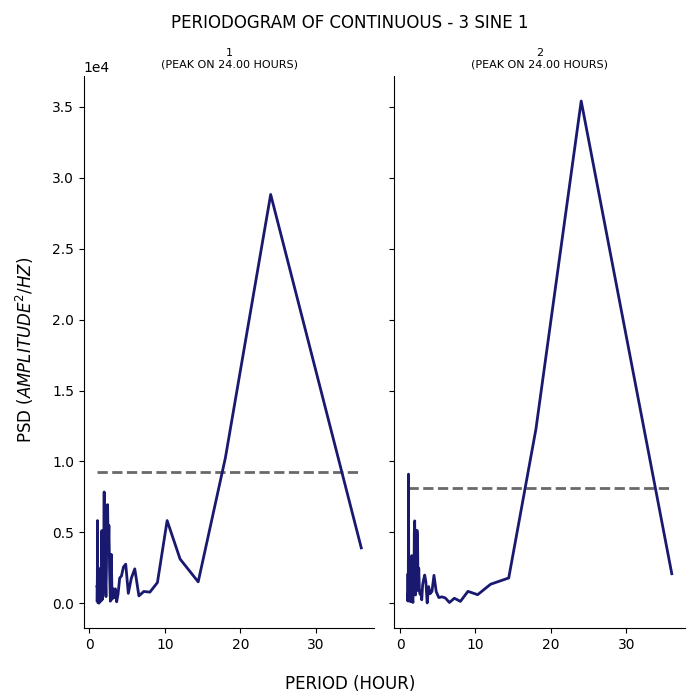 PERIODOGRAM OF CONTINUOUS - 3 SINE 1
1
(PEAK ON 24.00 HOURS)
2
(PEAK ON 24.00 HOURS)
1e4
3.5
3.0
2.5
2.0
1.5
1.0
0.5
0.0
PSD (AMPLITUDE²/HZ)
0 10 20 30
0 10 20 30
PERIOD (HOUR)